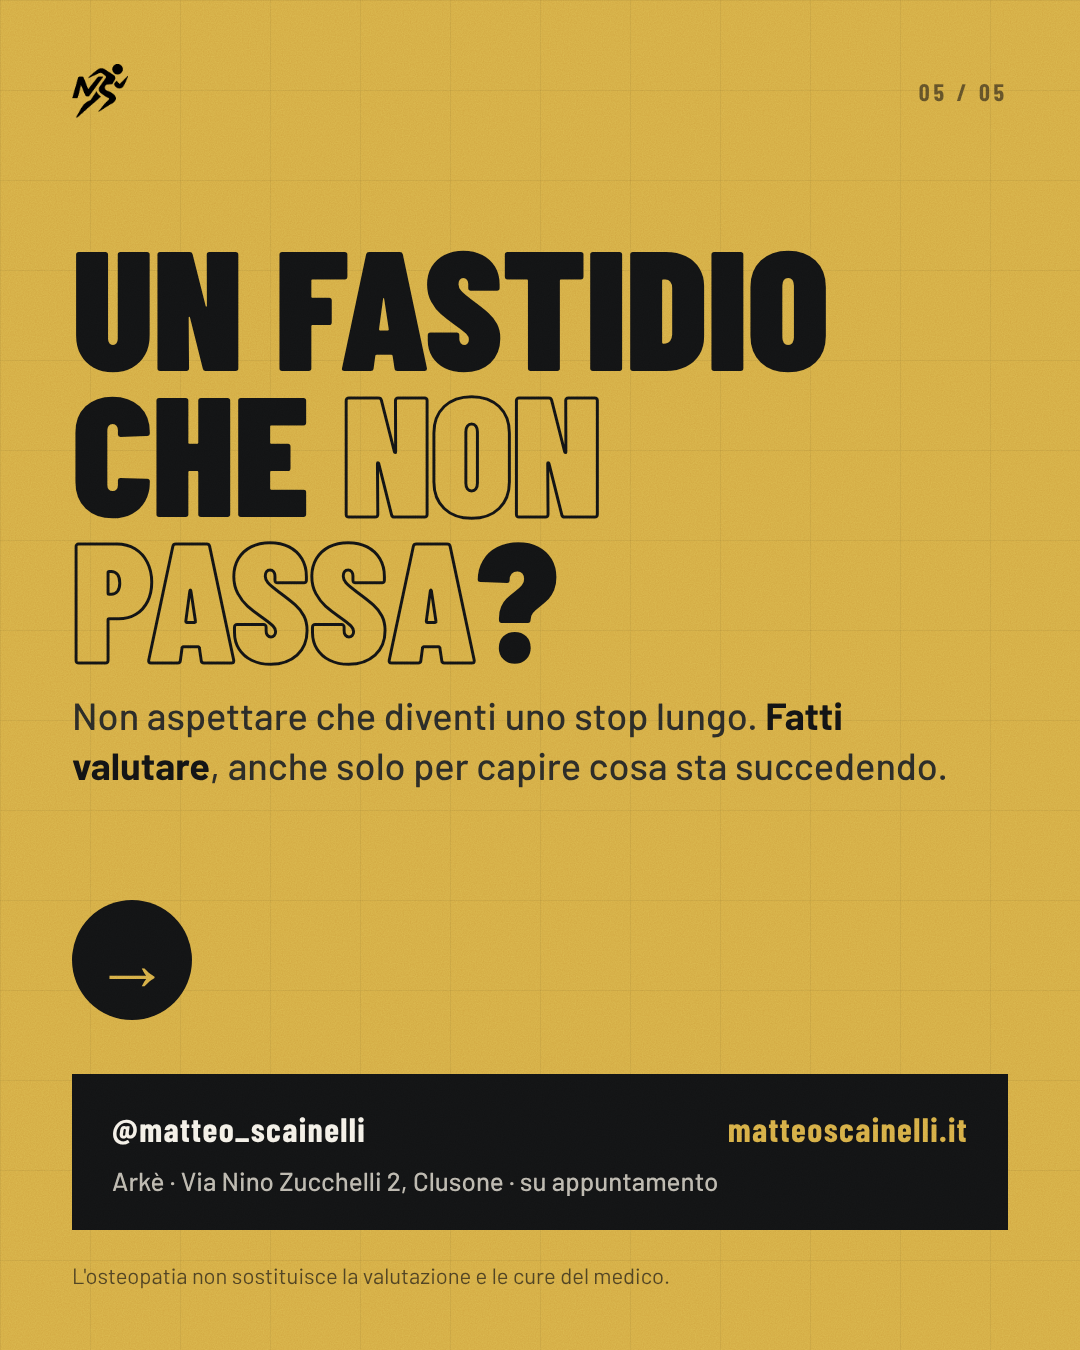 05 / 05
UN FASTIDIO
CHE NON
PASSA?
Non aspettare che diventi uno stop lungo. Fatti
valutare, anche solo per capire cosa sta succedendo.
→
@matteo_scainelli
matteoscainelli.it
Arkè · Via Nino Zucchelli 2, Clusone · su appuntamento
L'osteopatia non sostituisce la valutazione e le cure del medico.